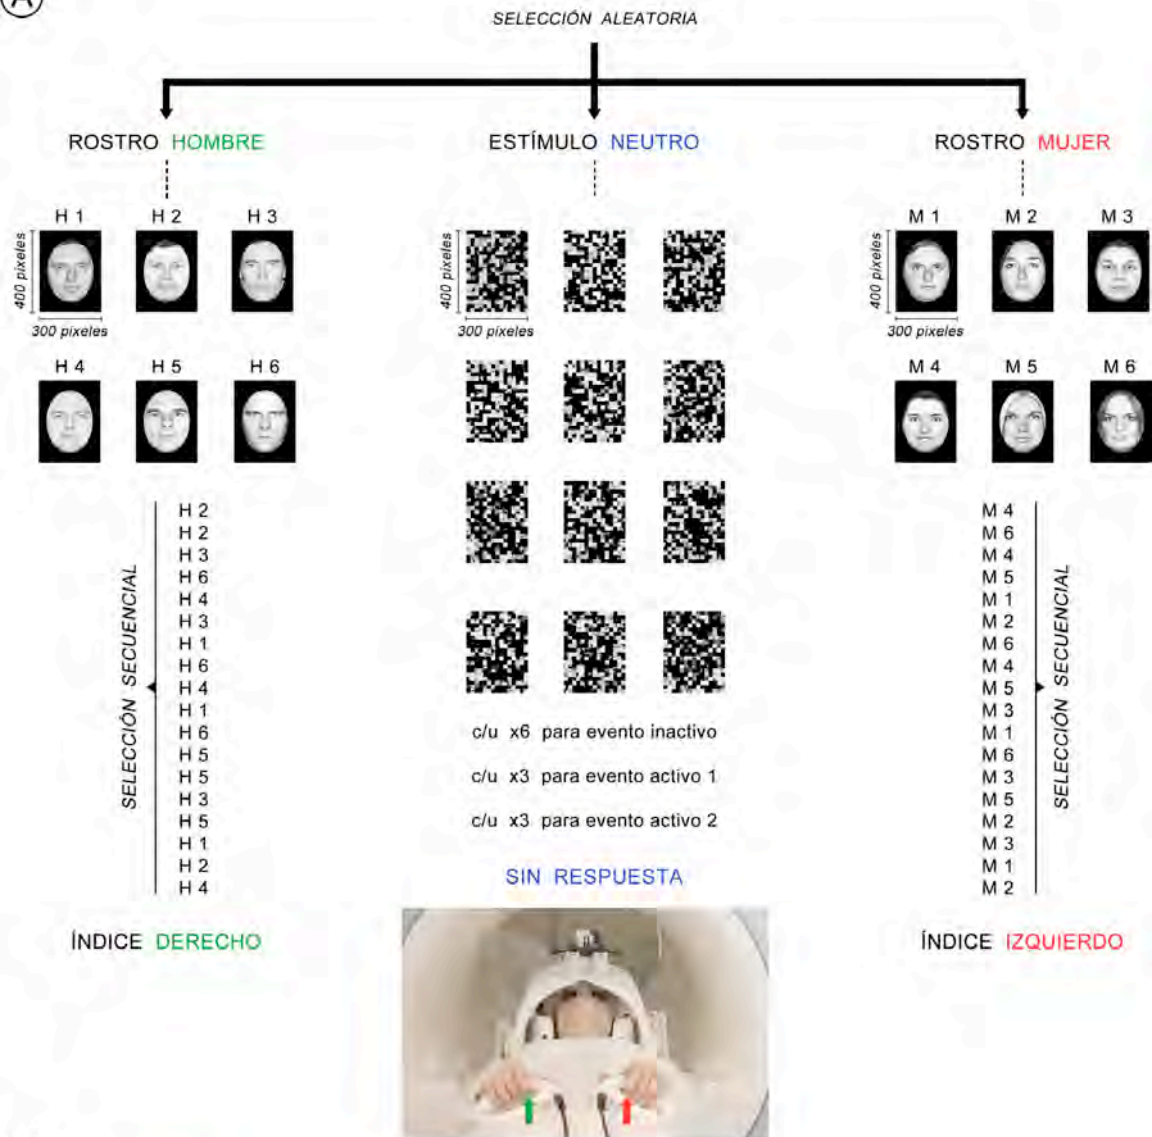 A
SELECCIÓN ALEATORIA
ROSTRO HOMBRE
ESTÍMULO NEUTRO
ROSTRO MUJER
H 1
H 2
H 3
400 pixeles
300 pixeles
H 4
H 5
H 6
400 pixeles
300 pixeles
M 1
M 2
M 3
400 pixeles
300 pixeles
M 4
M 5
M 6
SELECCIÓN SECUENCIAL
H 2
H 2
H 3
H 6
H 4
H 3
H 1
H 6
H 4
H 1
H 6
H 5
H 5
H 3
H 5
H 1
H 2
H 4
c/u x6 para evento inactivo
c/u x3 para evento activo 1
c/u x3 para evento activo 2
SIN RESPUESTA
M 4
M 6
M 4
M 5
M 1
M 2
M 6
M 4
M 5
M 3
M 1
M 6
M 3
M 5
M 2
M 3
M 1
M 2
SELECCIÓN SECUENCIAL
ÍNDICE DERECHO
ÍNDICE IZQUIERDO